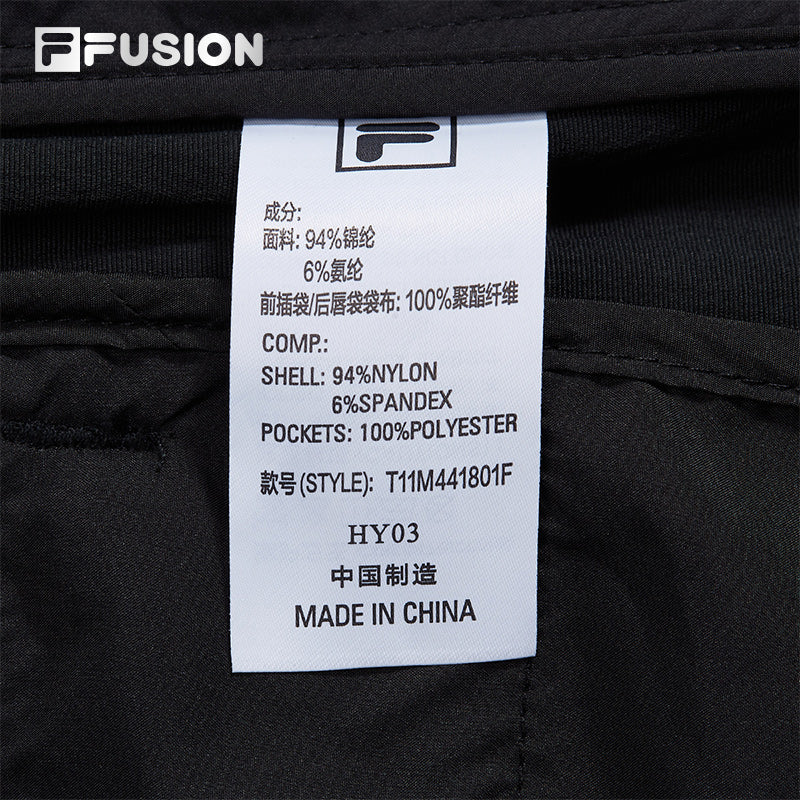 FUSION
成分:
面料: 94%锦纶
6%氨纶
前插袋/后唇袋袋布: 100%聚酯纤维
COMP.:
SHELL: 94%NYLON
6%SPANDEX
POCKETS: 100%POLYESTER
款号(STYLE): T11M441801F
HY03
中国制造
MADE IN CHINA